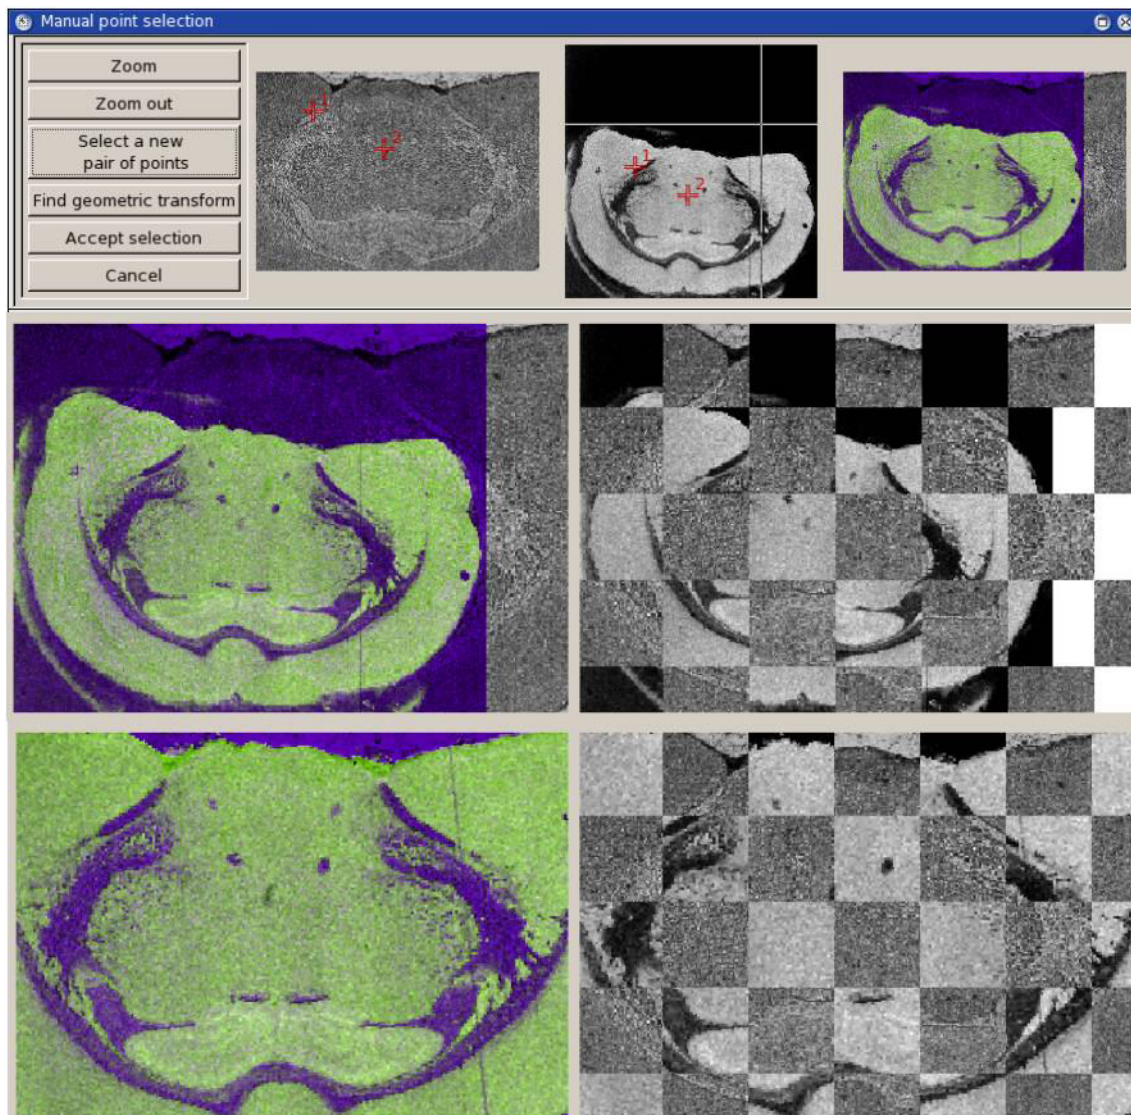 Manual point selection
Zoom
Zoom out
Select a new
pair of points
Find geometric transform
Accept selection
Cancel
1
2
1
2